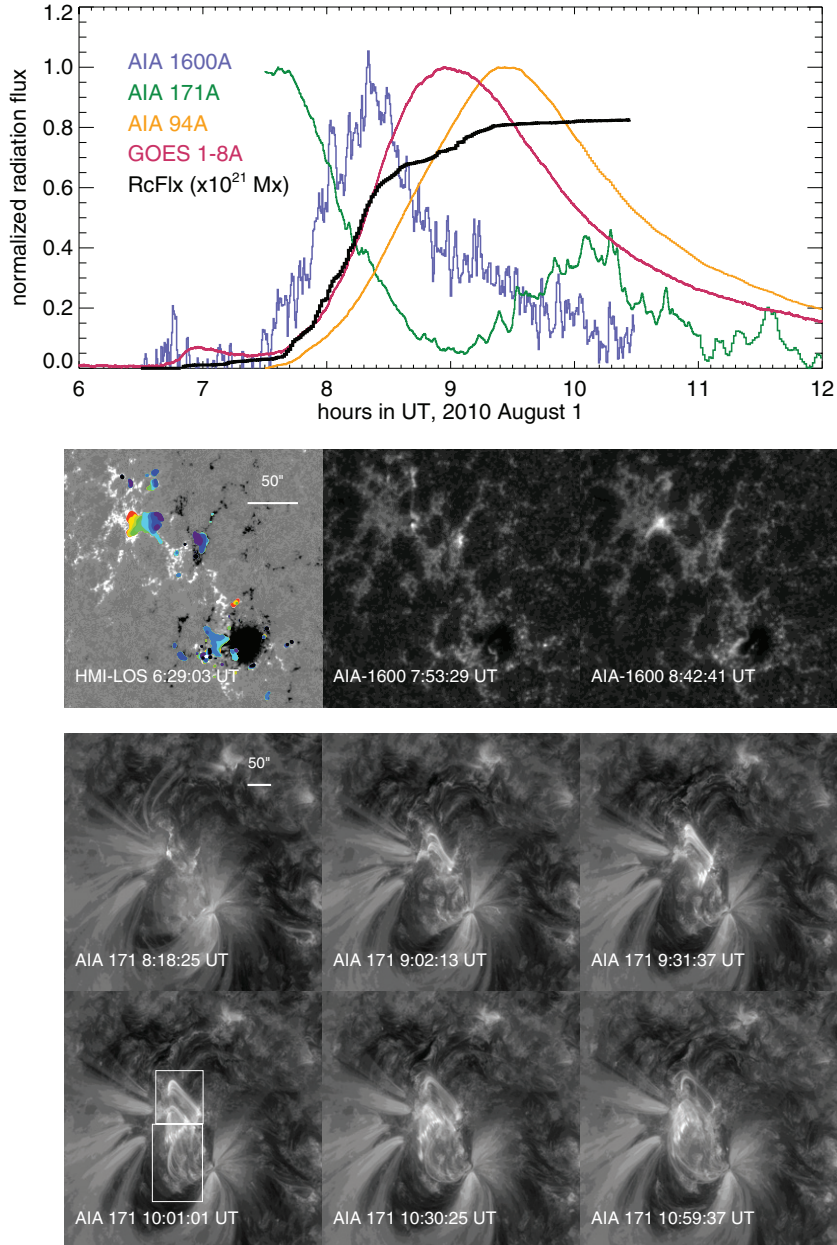 1.2
1.0
0.8
0.6
0.4
0.2
0.0
normalized radiation flux
AIA 1600A
AIA 171A
AIA 94A
GOES 1-8A
RcFlx (x10²¹ Mx)
6 7 8 9 10 11 12
hours in UT, 2010 August 1
50"
HMI-LOS 6:29:03 UT
AIA-1600 7:53:29 UT
AIA-1600 8:42:41 UT
50"
AIA 171 8:18:25 UT
AIA 171 9:02:13 UT
AIA 171 9:31:37 UT
AIA 171 10:01:01 UT
AIA 171 10:30:25 UT
AIA 171 10:59:37 UT